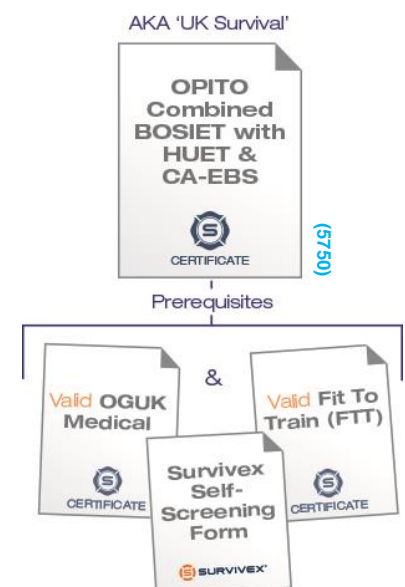 AKA ‘UK Survival’
OPITO
Combined
BOSIET with
HUET &
CA-EBS
S
CERTIFICATE
(5750)
Prerequisites
&
Valid OGUK
Medical
S
CERTIFICATE
Valid Fit To
Train (FTT)
S
CERTIFICATE
Survivex
Self-
Screening
Form
S SURVIVEX